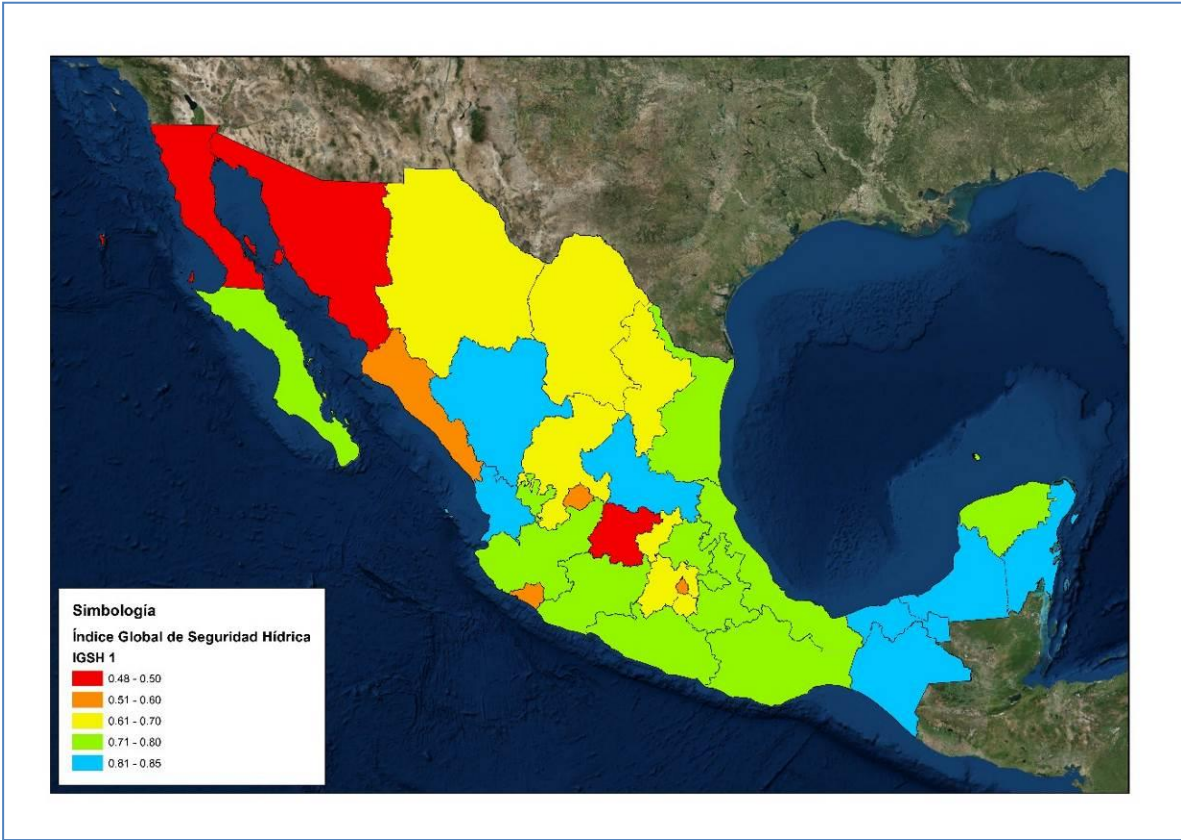 Simbología
Índice Global de Seguridad Hídrica
IGSH 1
0.48 - 0.50
0.51 - 0.60
0.61 - 0.70
0.71 - 0.80
0.81 - 0.85